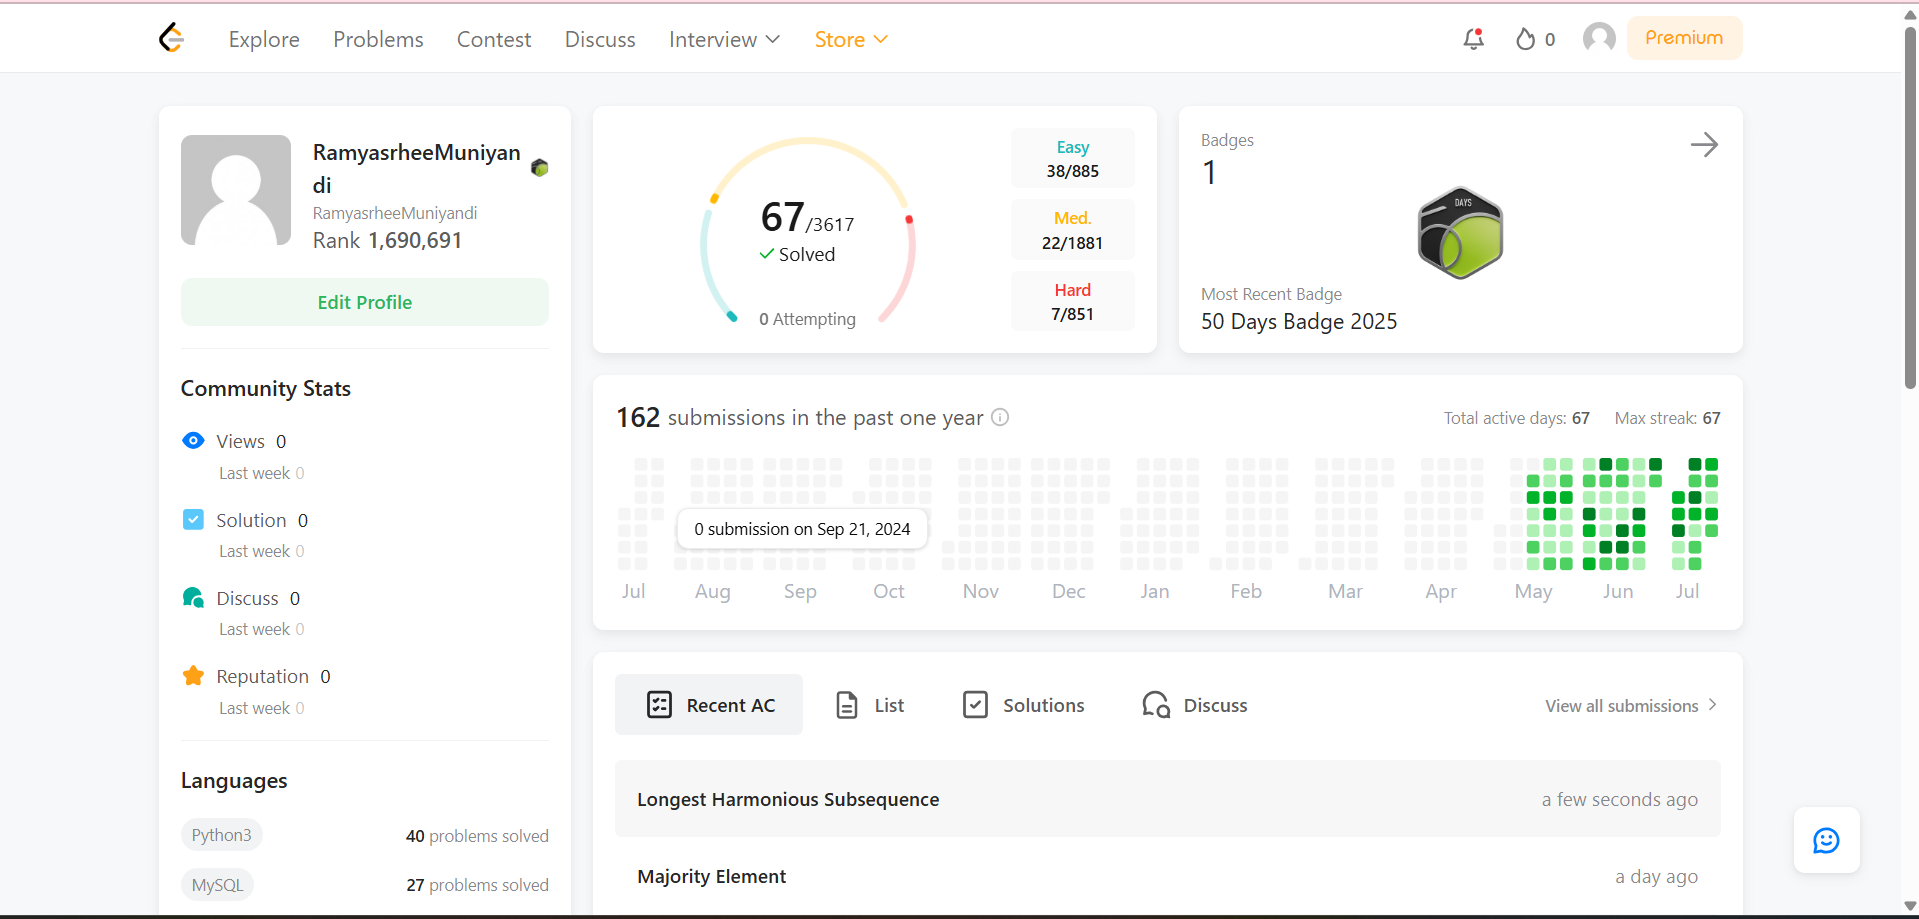 Explore Problems Contest Discuss Interview Store 0 Premium
RamyasrheeMuniyan
di
RamyasrheeMuniyandi
Rank 1,690,691
Edit Profile
Community Stats
Views 0
Last week 0
Solution 0
Last week 0
Discuss 0
Last week 0
Reputation 0
Last week 0
Languages
Python3 40 problems solved
MySQL 27 problems solved
67/3617
Solved
0 Attempting
Easy
38/885
Med.
22/1881
Hard
7/851
Badges
1
DAYS
Most Recent Badge
50 Days Badge 2025
162 submissions in the past one year Total active days: 67 Max streak: 67
0 submission on Sep 21, 2024
Jul Aug Sep Oct Nov Dec Jan Feb Mar Apr May Jun Jul
Recent AC List Solutions Discuss View all submissions
Longest Harmonious Subsequence a few seconds ago
Majority Element a day ago